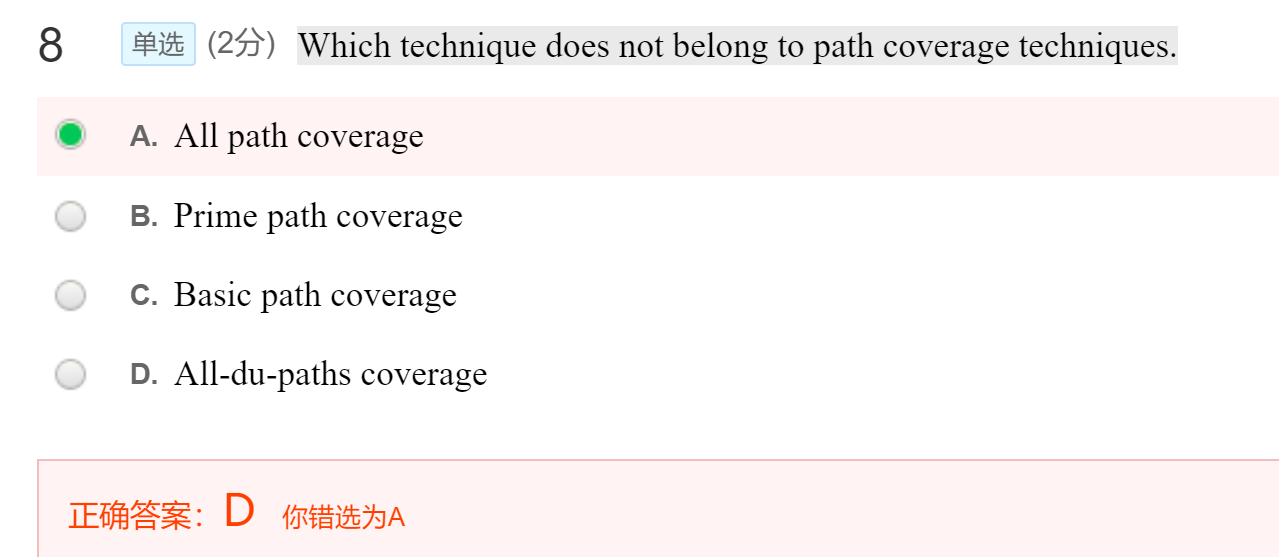 8 单选 (2分) Which technique does not belong to path coverage techniques.
A. All path coverage
B. Prime path coverage
C. Basic path coverage
D. All-du-paths coverage
正确答案：D 你错选为A